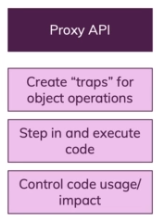 Proxy API
Create “traps” for
object operations
Step in and execute
code
Control code usage/
impact